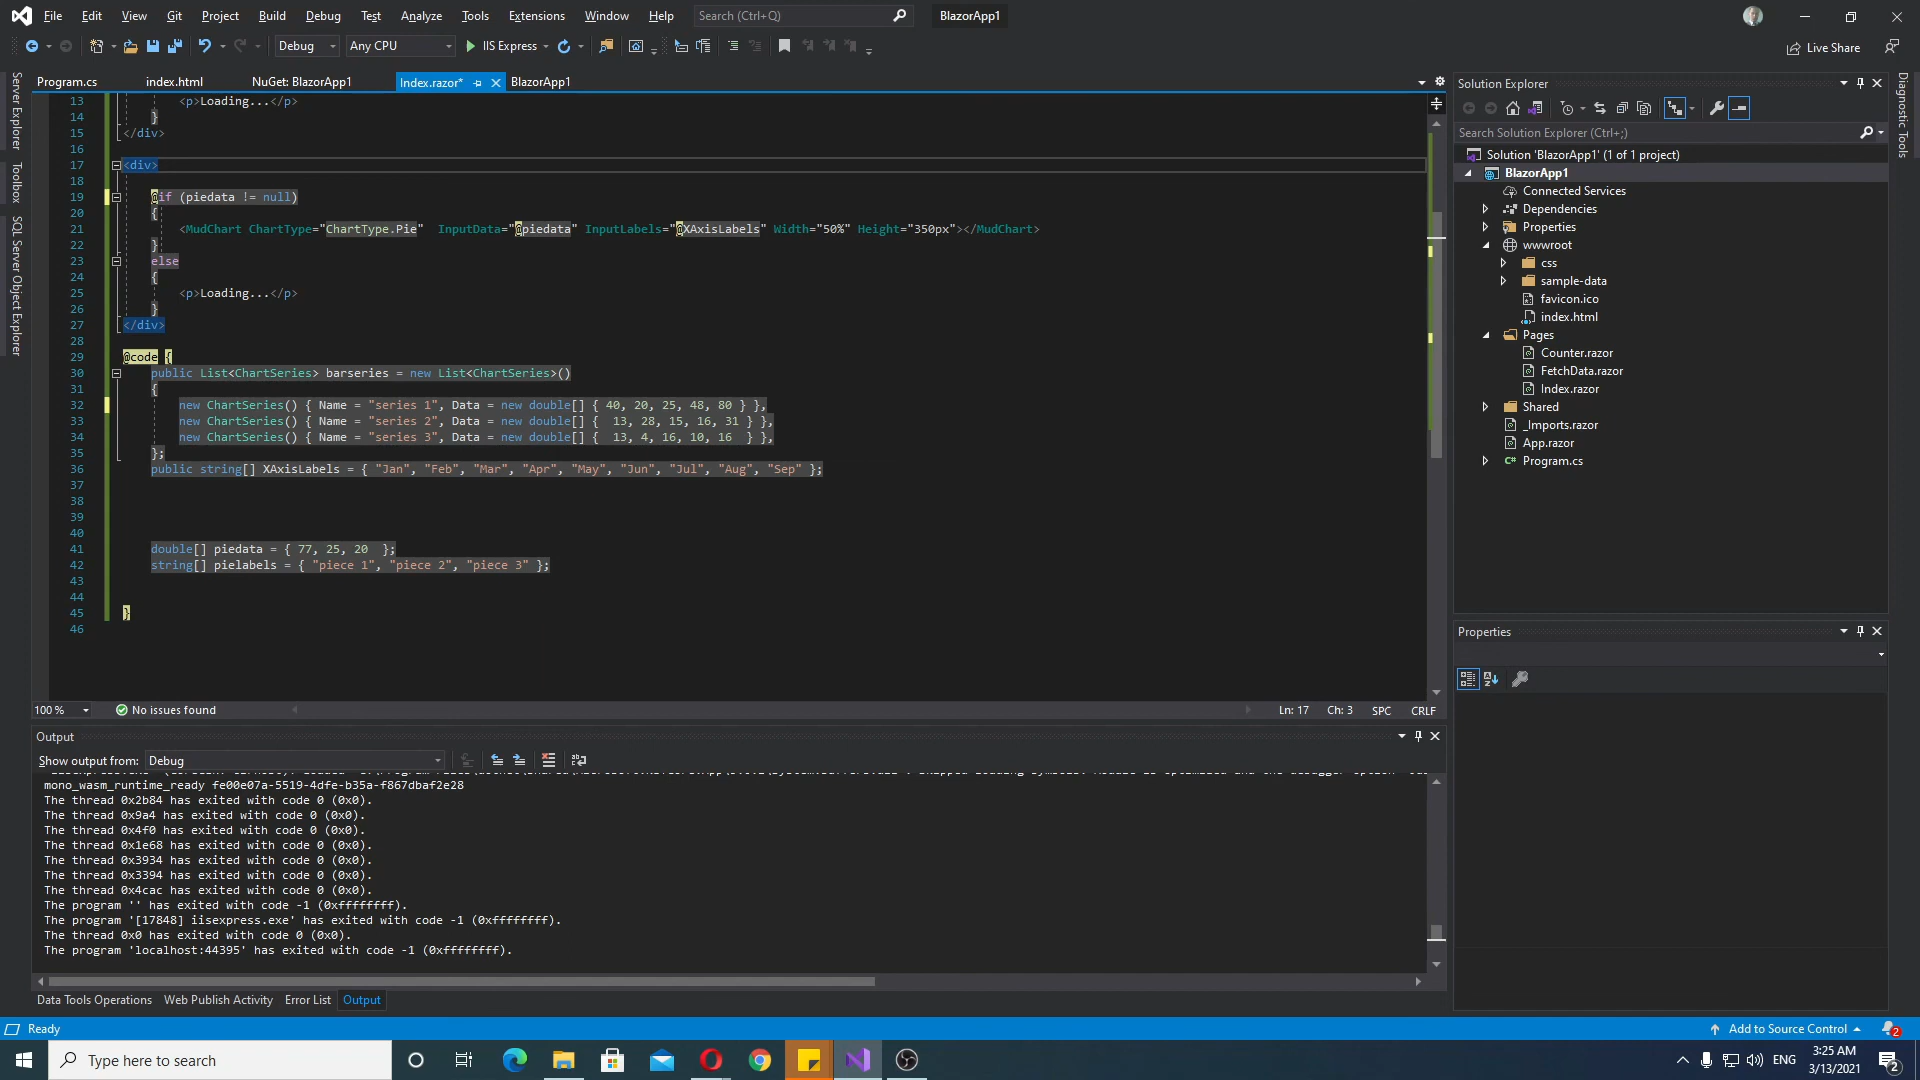 File Edit View Git Project Build Debug Test Analyze Tools Extensions Window Help Search (Ctrl+Q) BlazorApp1
Debug Any CPU IIS Express Live Share
Program.cs index.html NuGet: BlazorApp1 Index.razor* BlazorApp1
Server Explorer
Toolbox
SQL Server Object Explorer
13 <p>Loading...</p>
14 }
15 </div>
16
17 <div>
18
19 @if (piedata != null)
20 {
21 <MudChart ChartType="ChartType.Pie" InputData="@piedata" InputLabels="@XAxisLabels" Width="50%" Height="350px"></MudChart>
22 }
23 else
24 {
25 <p>Loading...</p>
26 }
27 </div>
28
29 @code {
30 public List<ChartSeries> barseries = new List<ChartSeries>()
31 {
32 new ChartSeries() { Name = "series 1", Data = new double[] { 40, 20, 25, 48, 80 } },
33 new ChartSeries() { Name = "series 2", Data = new double[] { 13, 28, 15, 16, 31 } },
34 new ChartSeries() { Name = "series 3", Data = new double[] { 13, 4, 16, 10, 16 } },
35 };
36 public string[] XAxisLabels = { "Jan", "Feb", "Mar", "Apr", "May", "Jun", "Jul", "Aug", "Sep" };
37
38
39
40
41 double[] piedata = { 77, 25, 20 };
42 string[] pielabels = { "piece 1", "piece 2", "piece 3" };
43
44
45 }
46
100 % No issues found Ln: 17 Ch: 3 SPC CRLF
Output
Show output from: Debug
mono_wasm_runtime_ready fe00e07a-5519-4dfe-b35a-f867dbaf2e28
The thread 0x2b84 has exited with code 0 (0x0).
The thread 0x9a4 has exited with code 0 (0x0).
The thread 0x4f0 has exited with code 0 (0x0).
The thread 0x1e68 has exited with code 0 (0x0).
The thread 0x3934 has exited with code 0 (0x0).
The thread 0x3394 has exited with code 0 (0x0).
The thread 0x4cac has exited with code 0 (0x0).
The program '' has exited with code -1 (0xffffffff).
The program '[17848] iisexpress.exe' has exited with code -1 (0xffffffff).
The thread 0x0 has exited with code 0 (0x0).
The program 'localhost:44395' has exited with code -1 (0xffffffff).
Data Tools Operations Web Publish Activity Error List Output
Solution Explorer
Search Solution Explorer (Ctrl+;)
Solution 'BlazorApp1' (1 of 1 project)
BlazorApp1
Connected Services
Dependencies
Properties
wwwroot
css
sample-data
favicon.ico
index.html
Pages
Counter.razor
FetchData.razor
Index.razor
Shared
_Imports.razor
App.razor
C# Program.cs
Properties
Diagnostic Tools
Ready Add to Source Control 2
Type here to search ENG 3:25 AM
3/13/2021 2